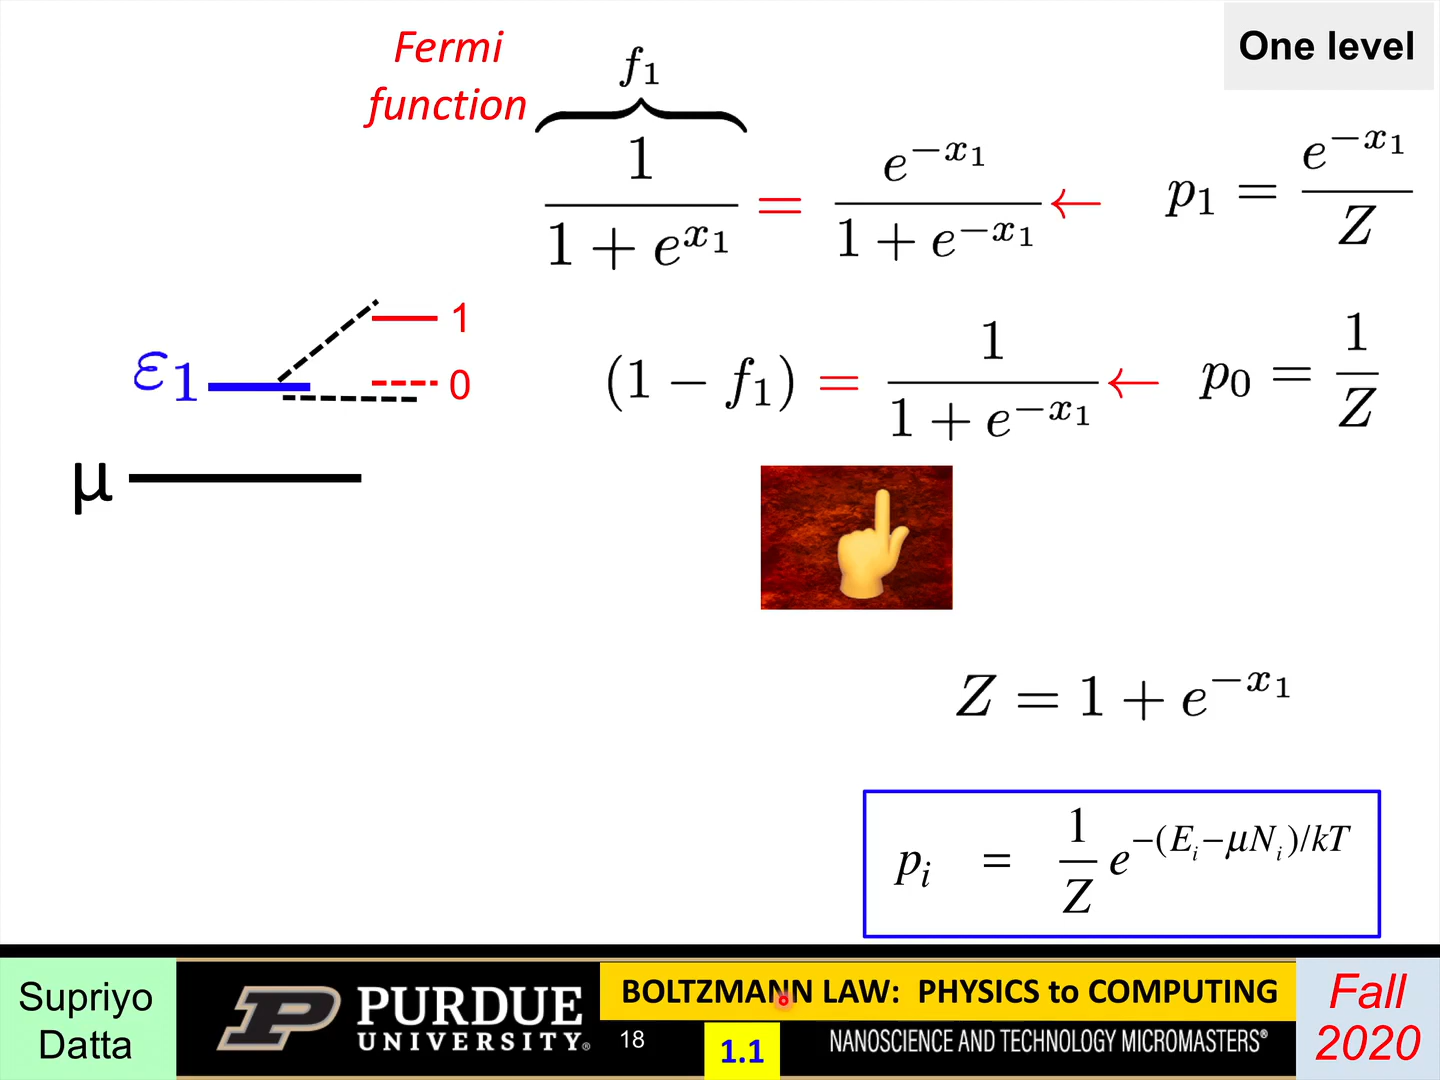 One level
Fermi
function
f₁
1 / (1 + e^{x₁}) = e^{-x₁} / (1 + e^{-x₁}) ← p₁ = e^{-x₁} / Z
(1 − f₁) = 1 / (1 + e^{-x₁}) ← p₀ = 1 / Z
1
ε₁
0
μ
Z = 1 + e^{-x₁}
pᵢ = 1/Z e^{-(Eᵢ-μNᵢ)/kT}
Supriyo
Datta
P
PURDUE
UNIVERSITY®
18
BOLTZMANN LAW: PHYSICS to COMPUTING
1.1
NANOSCIENCE AND TECHNOLOGY MICROMASTERS®
Fall
2020